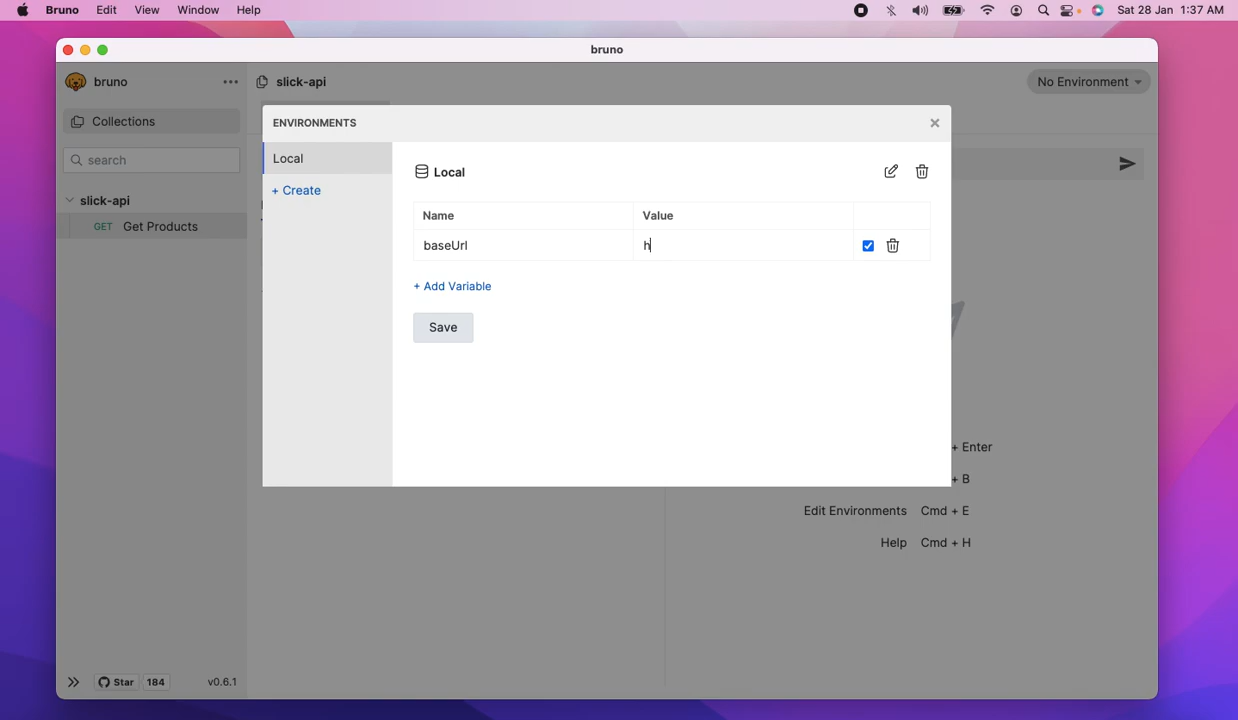 Bruno Edit View Window Help Sat 28 Jan 1:37 AM
bruno
bruno
slick-api
No Environment
Collections
search
slick-api
GET Get Products
ENVIRONMENTS
Local
+ Create
Local
Name Value
baseUrl h
+ Add Variable
Save
+ Enter
+ B
Edit Environments Cmd + E
Help Cmd + H
Star 184 v0.6.1